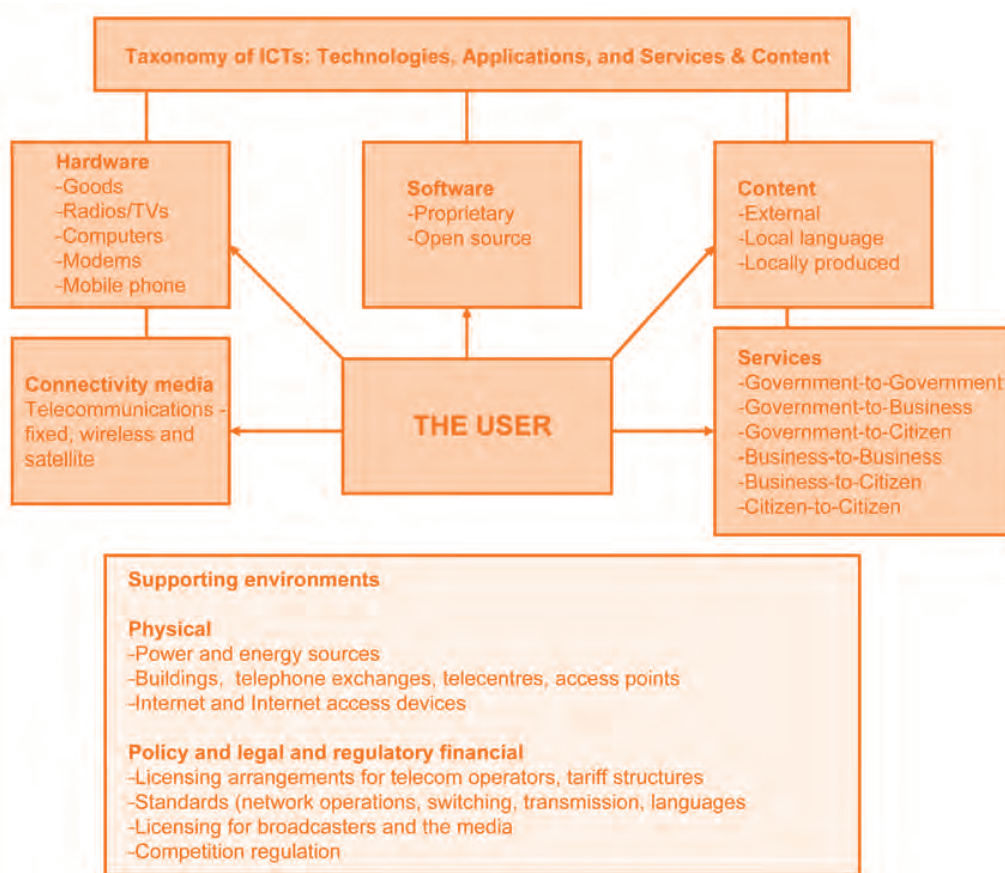 Taxonomy of ICTs: Technologies, Applications, and Services & Content
Hardware
-Goods
-Radios/TVs
-Computers
-Modems
-Mobile phone
Software
-Proprietary
-Open source
Content
-External
-Local language
-Locally produced
Connectivity media
Telecommunications -
fixed, wireless and
satellite
THE USER
Services
-Government-to-Government
-Government-to-Business
-Government-to-Citizen
-Business-to-Business
-Business-to-Citizen
-Citizen-to-Citizen
Supporting environments
Physical
-Power and energy sources
-Buildings, telephone exchanges, telecentres, access points
-Internet and Internet access devices
Policy and legal and regulatory financial
-Licensing arrangements for telecom operators, tariff structures
-Standards (network operations, switching, transmission, languages
-Licensing for broadcasters and the media
-Competition regulation